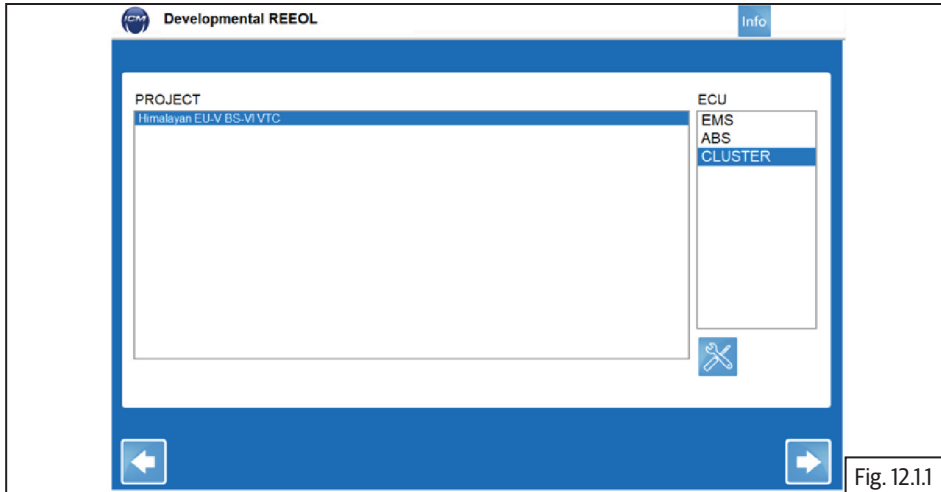 ICM
Developmental REEOL
Info
PROJECT
Himalayan EU-V BS-VI VTC
ECU
EMS
ABS
CLUSTER
Fig. 12.1.1